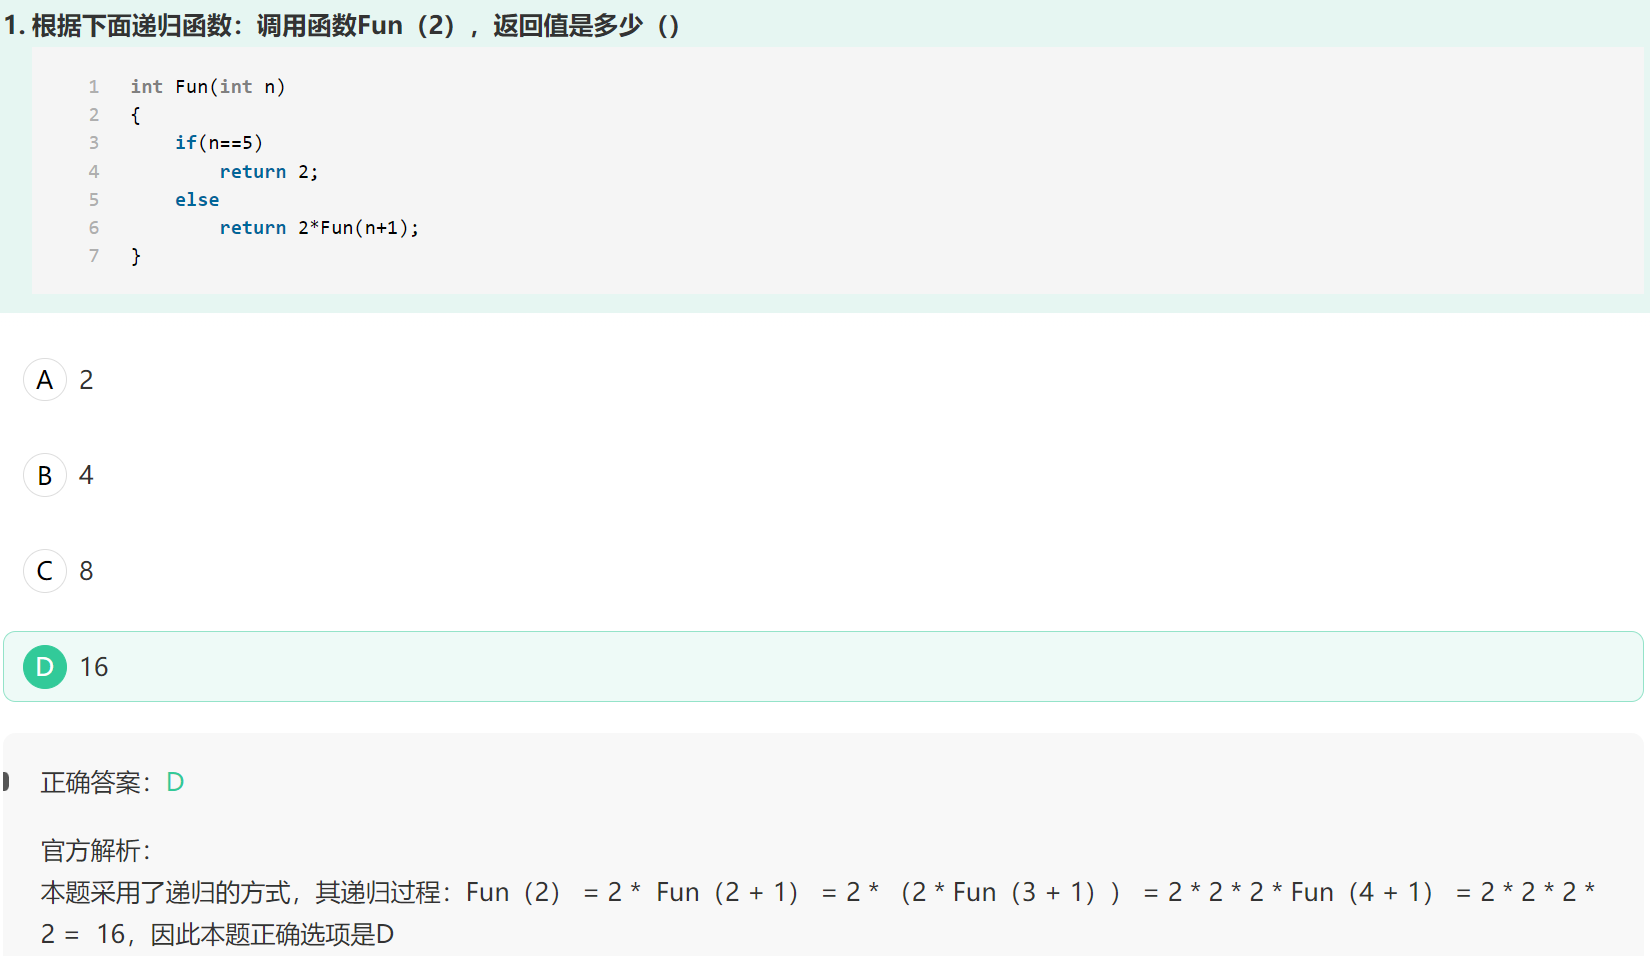 1. 根据下面递归函数：调用函数Fun（2），返回值是多少（）
1 int Fun(int n)
2 {
3     if(n==5)
4         return 2;
5     else
6         return 2*Fun(n+1);
7 }
A 2
B 4
C 8
D 16
正确答案：D
官方解析：
本题采用了递归的方式，其递归过程：Fun（2） = 2 * Fun（2 + 1） = 2 * （2 * Fun（3 + 1）） = 2 * 2 * 2 * Fun（4 + 1） = 2 * 2 * 2 *
2 = 16，因此本题正确选项是D